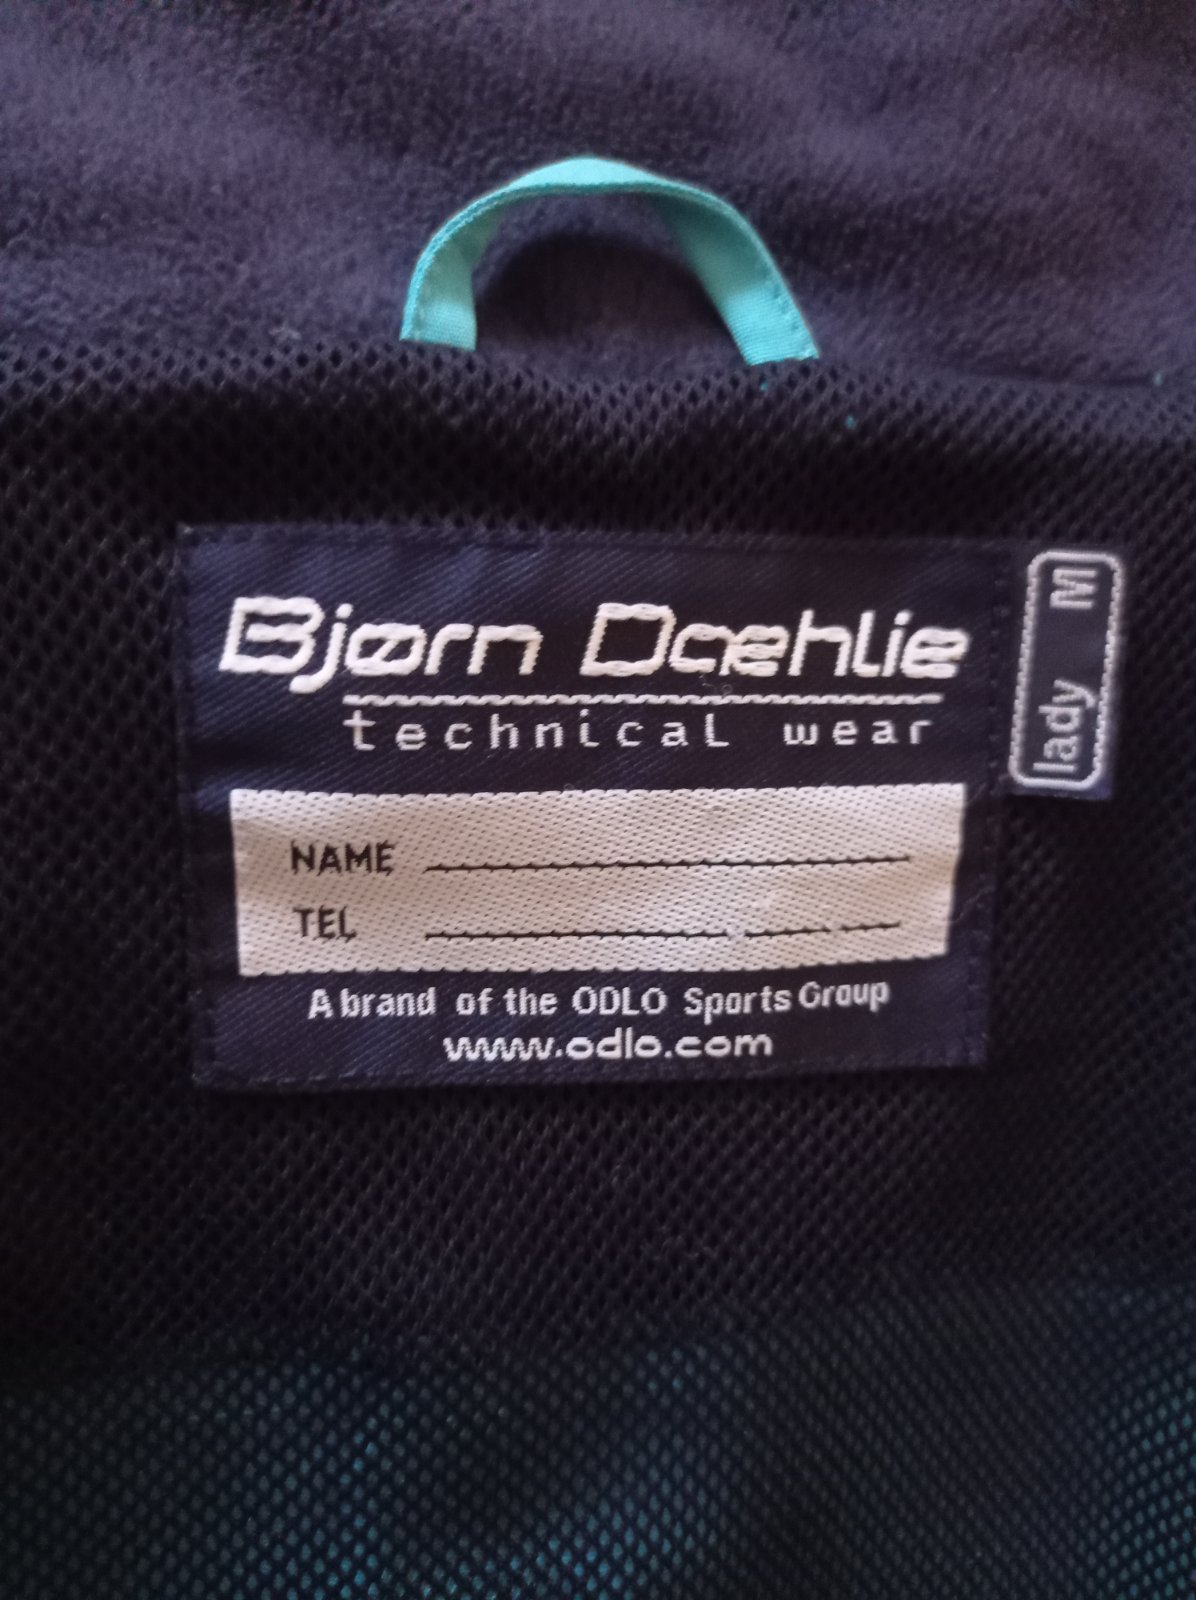 Bjørn Dæhlie
technical wear
lady M
NAME
TEL
A brand of the ODLO Sports Group
www.odlo.com